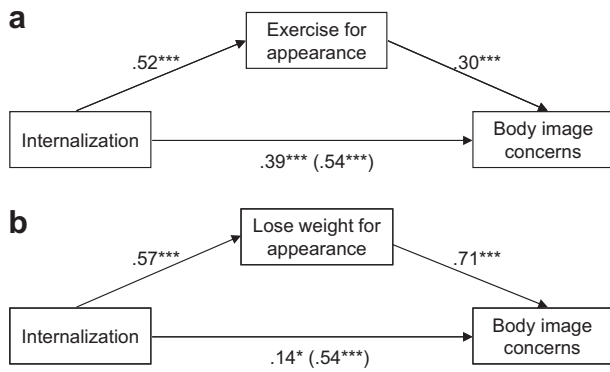 a
Exercise for
appearance
.52***
.30***
Internalization
Body image
concerns
.39*** (.54***)
b
Lose weight for
appearance
.57***
.71***
Internalization
Body image
concerns
.14* (.54***)